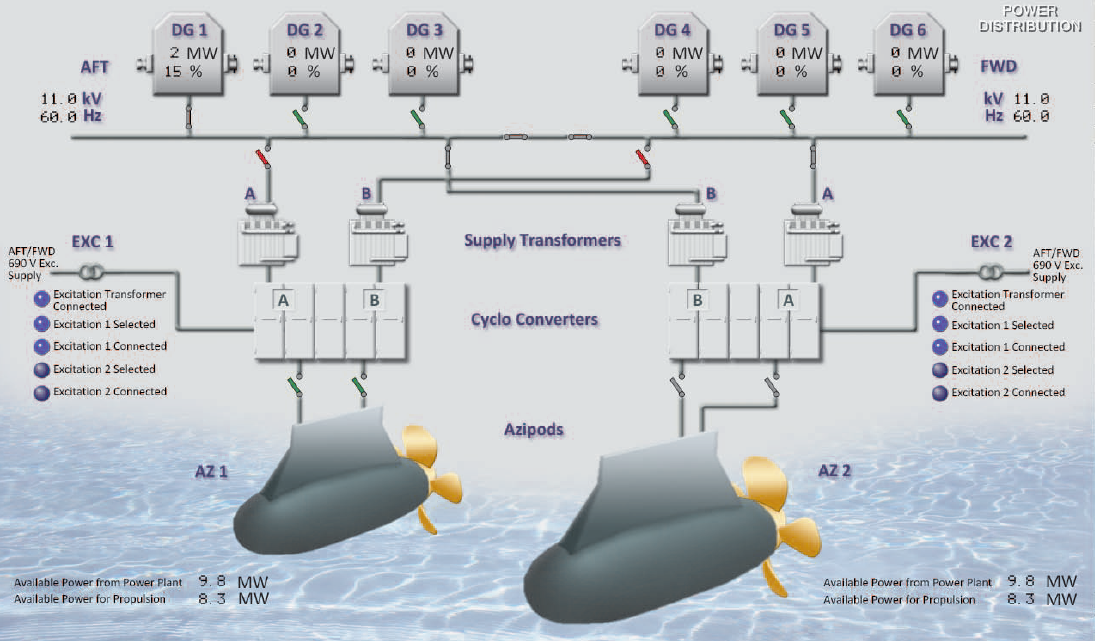 POWER
DISTRIBUTION
DG 1
2 MW
15 %
DG 2
0 MW
0 %
DG 3
0 MW
0 %
DG 4
0 MW
0 %
DG 5
0 MW
0 %
DG 6
0 MW
0 %
AFT
11.0 kV
60.0 Hz
FWD
kV 11.0
Hz 60.0
A
B
B
A
Supply Transformers
EXC 1
AFT/FWD
690 V Exc.
Supply
Excitation Transformer
Connected
Excitation 1 Selected
Excitation 1 Connected
Excitation 2 Selected
Excitation 2 Connected
A
B
Cyclo Converters
B
A
EXC 2
AFT/FWD
690 V Exc.
Supply
Excitation Transformer
Connected
Excitation 1 Selected
Excitation 1 Connected
Excitation 2 Selected
Excitation 2 Connected
Azipods
AZ 1
AZ 2
Available Power from Power Plant 9.8 MW
Available Power for Propulsion 8.3 MW
Available Power from Power Plant 9.8 MW
Available Power for Propulsion 8.3 MW